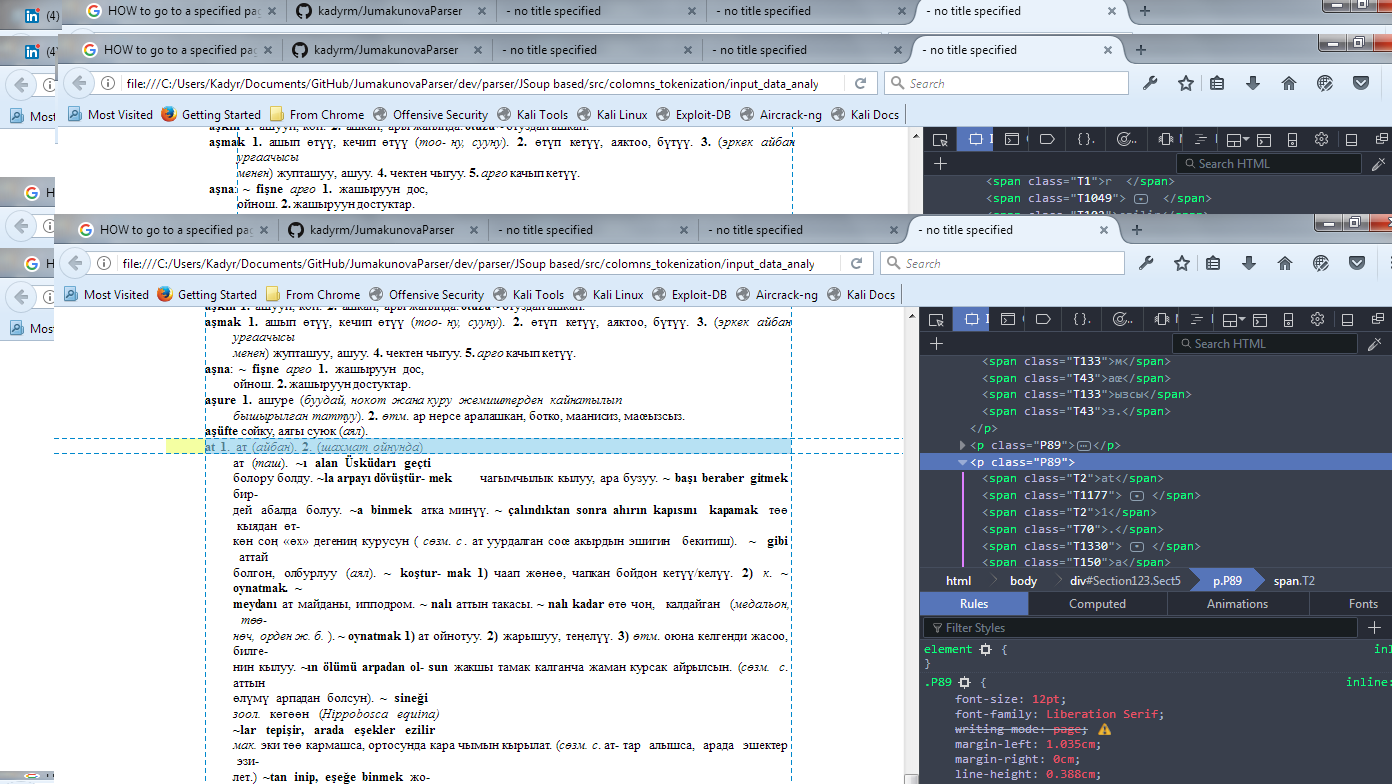 (4)
HOW to go to a specified pa
kadyrm/JumakunovaParser
- no title specified
- no title specified
- no title specified
(4)
HOW to go to a specified pag
kadyrm/JumakunovaParser
- no title specified
- no title specified
- no title specified
file:///C:/Users/Kadyr/Documents/GitHub/JumakunovaParser/dev/parser/JSoup based/src/colomns_tokenization/input_data_analy
Search
Most
Most Visited
Getting Started
From Chrome
Offensive Security
Kali Tools
Kali Linux
Exploit-DB
Aircrack-ng
Kali Docs
aşmak 1. ашып өтүү, кечип өтүү (тоо- ну, сууну). 2. өтүп кетүү, аяктоо, бүтүү. 3. (эркек айбан
ургаачысы
менен) жупташуу, ашуу. 4. чектен чыгуу. 5. арго качып кетүү.
aşna: ~ fişne арго 1. жашыруун дос,
ойнош. 2. жашыруун достуктар.
Search HTML
<span class="T1">r </span>
<span class="T1049"> </span>
H
H
Most
HOW to go to a specified pag
kadyrm/JumakunovaParser
- no title specified
- no title specified
- no title specified
file:///C:/Users/Kadyr/Documents/GitHub/JumakunovaParser/dev/parser/JSoup based/src/colomns_tokenization/input_data_analy
Search
Most Visited
Getting Started
From Chrome
Offensive Security
Kali Tools
Kali Linux
Exploit-DB
Aircrack-ng
Kali Docs
aşmak 1. ашып өтүү, кечип өтүү (тоо- ну, сууну). 2. өтүп кетүү, аяктоо, бүтүү. 3. (эркек айбан
ургаачысы
менен) жупташуу, ашуу. 4. чектен чыгуу. 5. арго качып кетүү.
aşna: ~ fişne арго 1. жашыруун дос,
ойнош. 2. жашыруун достуктар.
aşure 1. ашуре (буудай, нокот жана куру жемиштерден кайнатылып
бышырылган таттуу). 2. өтм. ар нерсе аралашкан, ботко, маанисиз, маœызсыз.
aşüfte сойку, аягы суюк (аял).
at 1. ат (айбан). 2. (шахмат ойнунда)
ат (таш). ~ı alan Üsküdarı geçti
болору болду. ~la arpayı dövüştür- mek чагымчылык кылуу, ара бузуу. ~ başı beraber gitmek
бир-
дей абалда болуу. ~a binmek атка минүү. ~ çalındıktan sonra ahırın kapısını kapamak төө
кыядан өт-
көн соң «өх» дегениң курусун ( сөзм. с . ат уурдалган соœ акырдын эшигин бекитиш). ~ gibi
аттай
болгон, олбурлуу (аял). ~ koştur- mak 1) чаап жөнөө, чапкан бойдон кетүү/келүү. 2) к. ~
oynatmak. ~
meydanı ат майданы, ипподром. ~ nalı аттын такасы. ~ nalı kadar өтө чоң, калдайган (медальон,
төө-
нөч, орден ж. б. ). ~ oynatmak 1) ат ойнотуу. 2) жарышуу, теңелүү. 3) өтм. оюна келгенди жасоо,
билге-
нин кылуу. ~ın ölümü arpadan ol- sun жакшы тамак калганча жаман курсак айрылсын. (сөзм. с.
аттын
өлүмү арпадан болсун). ~ sineği
зоол. көгөөн (Hippobosca equina)
~lar tepişir, arada eşekler ezilir
мак. эки төө кармашса, ортосунда кара чымын кырылат. (сөзм. с. ат- тар алышса, арада эшектер
эзи-
лет.) ~tan inip, eşeğe binmek жо-
Search HTML
<span class="T133">м</span>
<span class="T43">аœ</span>
<span class="T133">ызсы</span>
<span class="T43">з.</span>
</p>
<p class="P89"></p>
<p class="P89">
<span class="T2">at</span>
<span class="T1177"> </span>
<span class="T2">1</span>
<span class="T70">.</span>
<span class="T1330"> </span>
<span class="T150">а</span>
html
body
div#Section123.Sect5
p.P89
span.T2
Rules
Computed
Animations
Fonts
Filter Styles
element {
inl
}
.P89 {
inline:
font-size: 12pt;
font-family: Liberation Serif;
writing-mode: page;
margin-left: 1.035cm;
margin-right: 0cm;
line-height: 0.388cm;